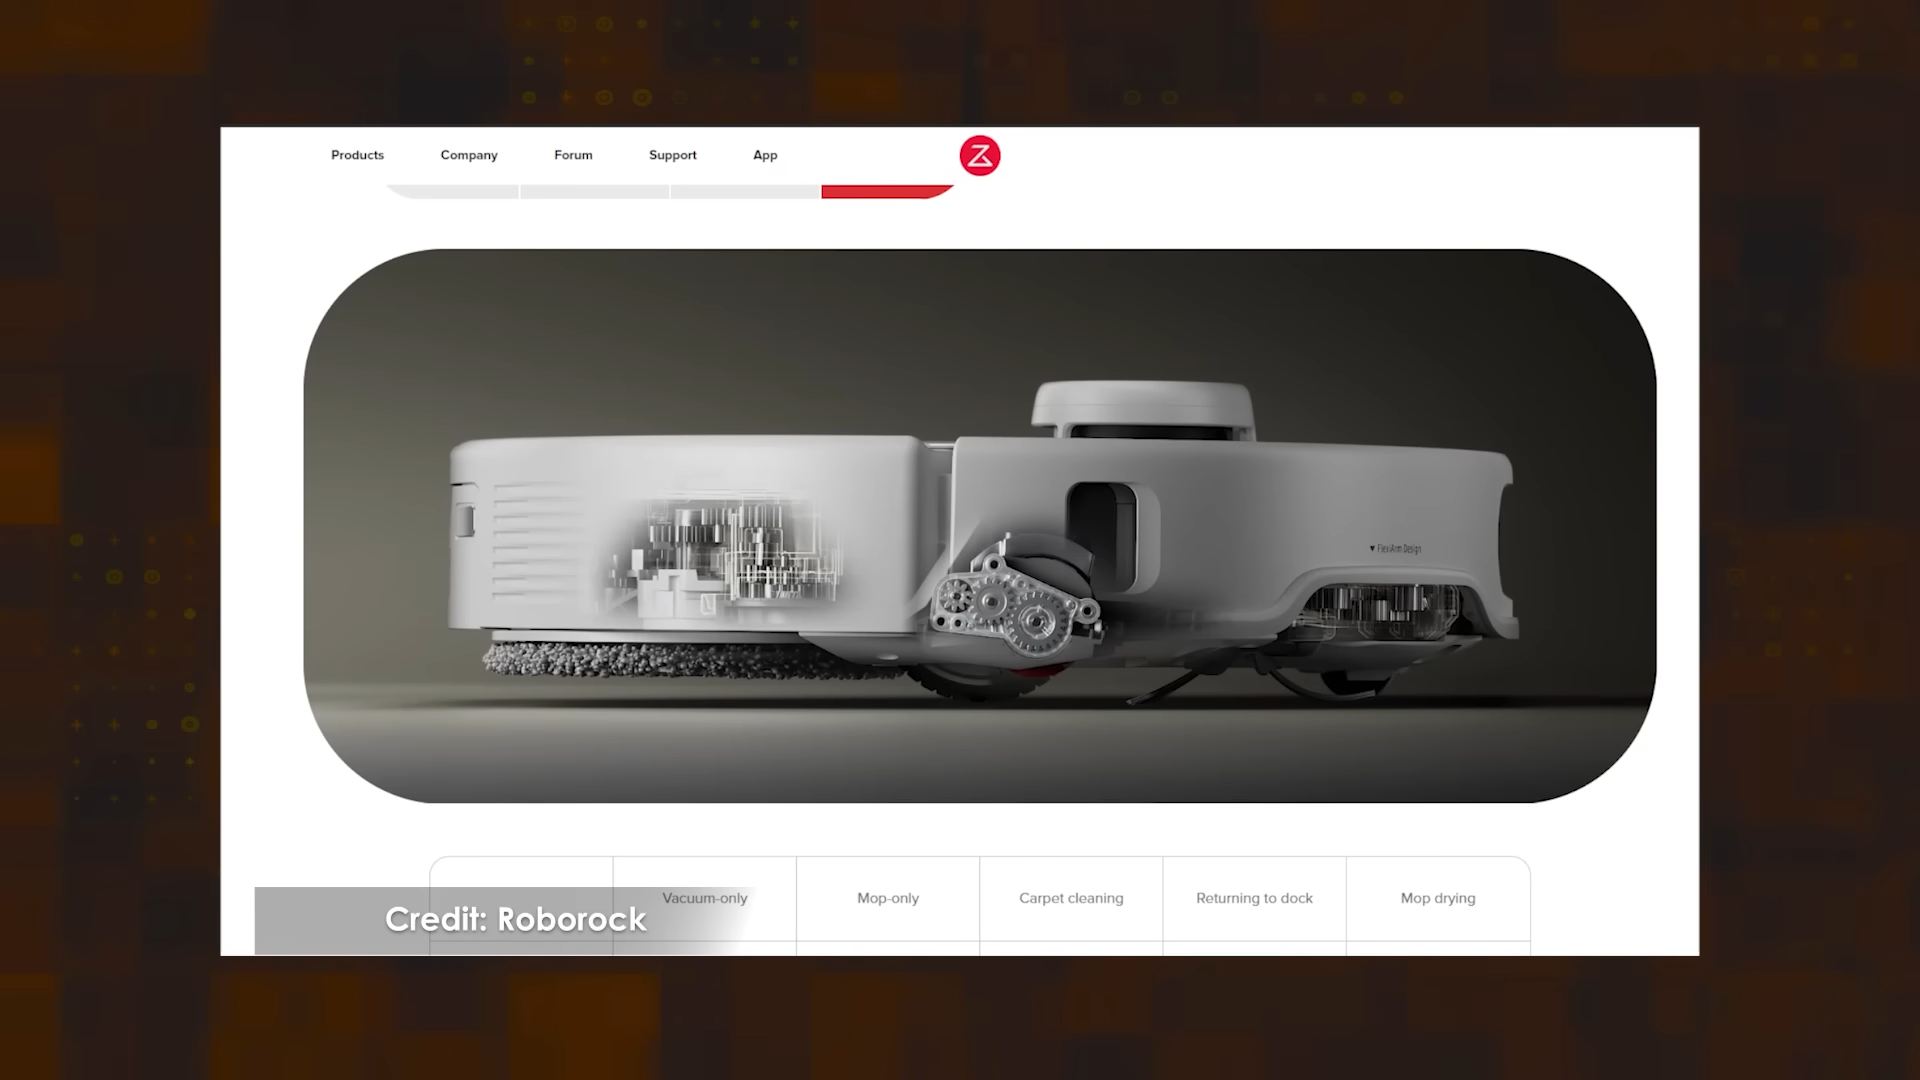 Products
Company
Forum
Support
App
▼ FlexiArm Design
Vacuum-only
Mop-only
Carpet cleaning
Returning to dock
Mop drying
Credit: Roborock